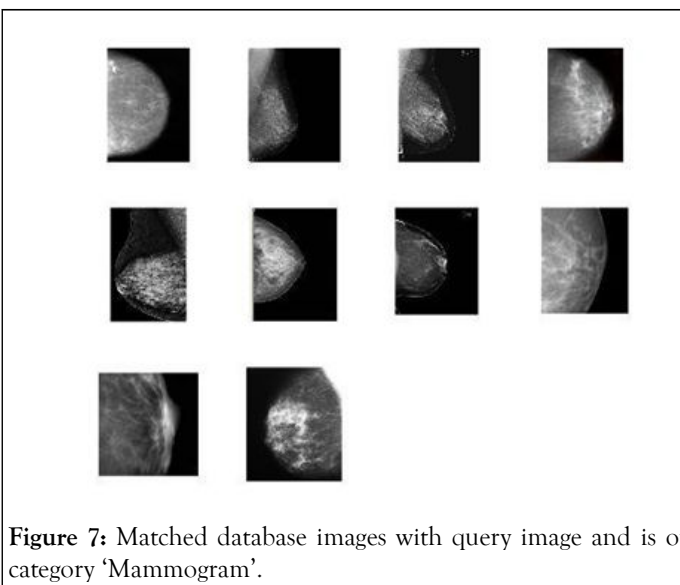 Figure 7: Matched database images with query image and is o
category ‘Mammogram’.